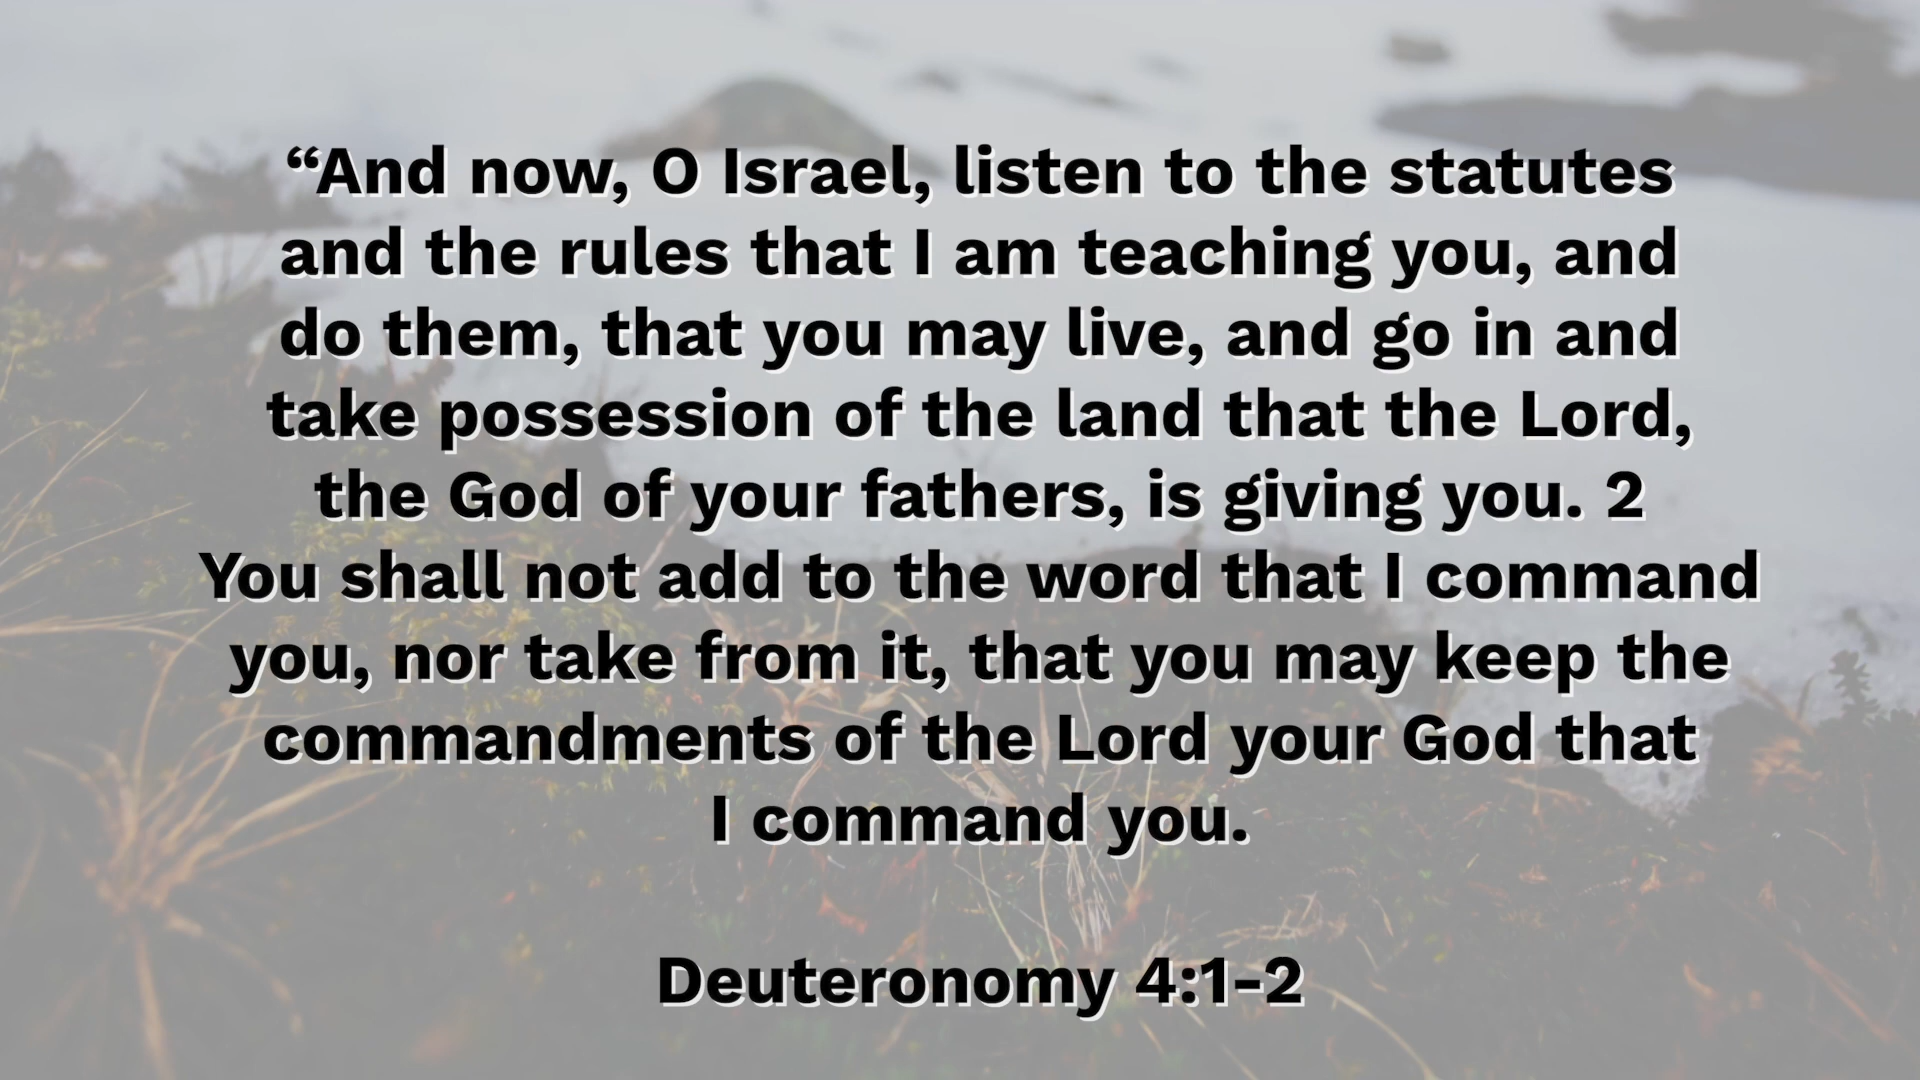 “And now, O Israel, listen to the statutes
and the rules that I am teaching you, and
do them, that you may live, and go in and
take possession of the land that the Lord,
the God of your fathers, is giving you. 2
You shall not add to the word that I command
you, nor take from it, that you may keep the
commandments of the Lord your God that
I command you.
Deuteronomy 4:1-2